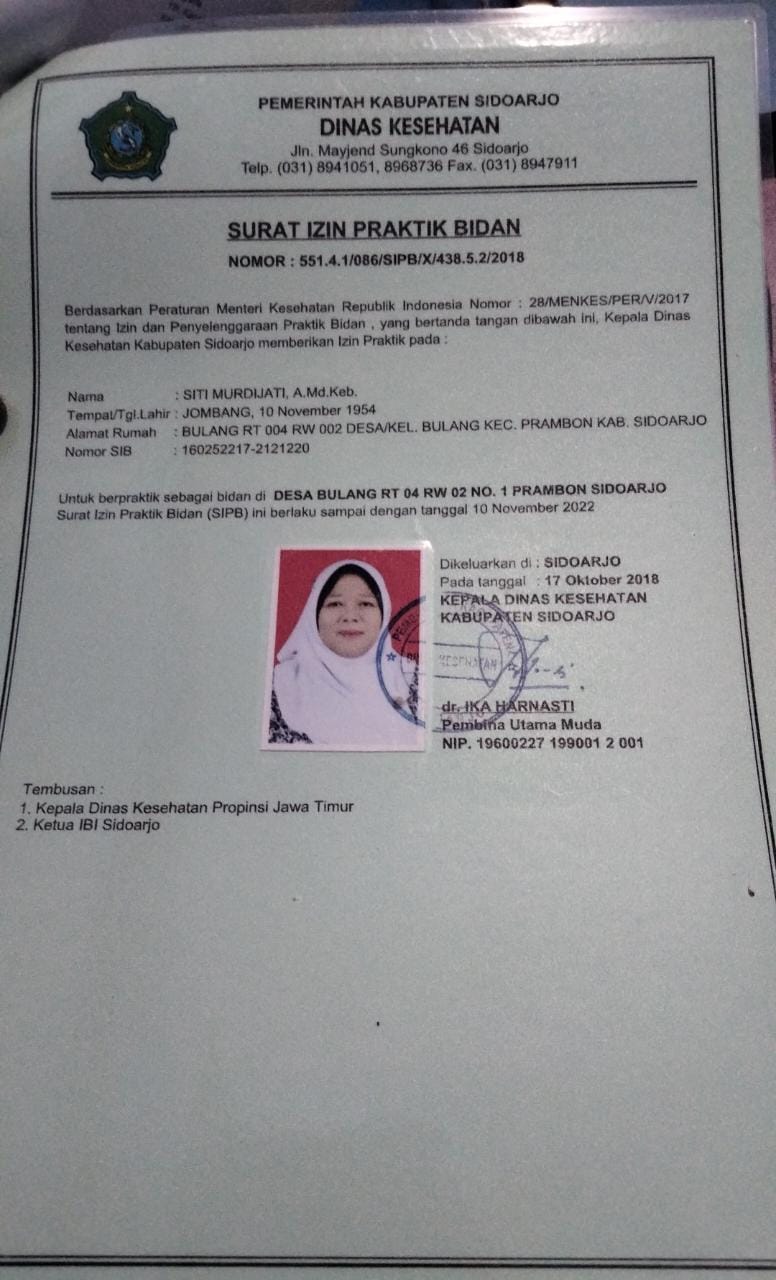 PEMERINTAH KABUPATEN SIDOARJO
DINAS KESEHATAN
Jln. Mayjend Sungkono 46 Sidoarjo
Telp. (031) 8941051, 8968736 Fax. (031) 8947911
SURAT IZIN PRAKTIK BIDAN
NOMOR : 551.4.1/086/SIPB/X/438.5.2/2018
Berdasarkan Peraturan Menteri Kesehatan Republik Indonesia Nomor : 28/MENKES/PER/V/2017
tentang Izin dan Penyelenggaraan Praktik Bidan , yang bertanda tangan dibawah ini, Kepala Dinas
Kesehatan Kabupaten Sidoarjo memberikan Izin Praktik pada :
Nama : SITI MURDIJATI, A.Md.Keb.
Tempat/Tgl.Lahir : JOMBANG, 10 November 1954
Alamat Rumah : BULANG RT 004 RW 002 DESA/KEL. BULANG KEC. PRAMBON KAB. SIDOARJO
Nomor SIB : 160252217-2121220
Untuk berpraktik sebagai bidan di DESA BULANG RT 04 RW 02 NO. 1 PRAMBON SIDOARJO
Surat Izin Praktik Bidan (SIPB) ini berlaku sampai dengan tanggal 10 November 2022
Dikeluarkan di : SIDOARJO
Pada tanggal : 17 Oktober 2018
KEPALA DINAS KESEHATAN
KABUPATEN SIDOARJO
dr. IKA HARNASTI
Pembina Utama Muda
NIP. 19600227 199001 2 001
Tembusan :
1. Kepala Dinas Kesehatan Propinsi Jawa Timur
2. Ketua IBI Sidoarjo